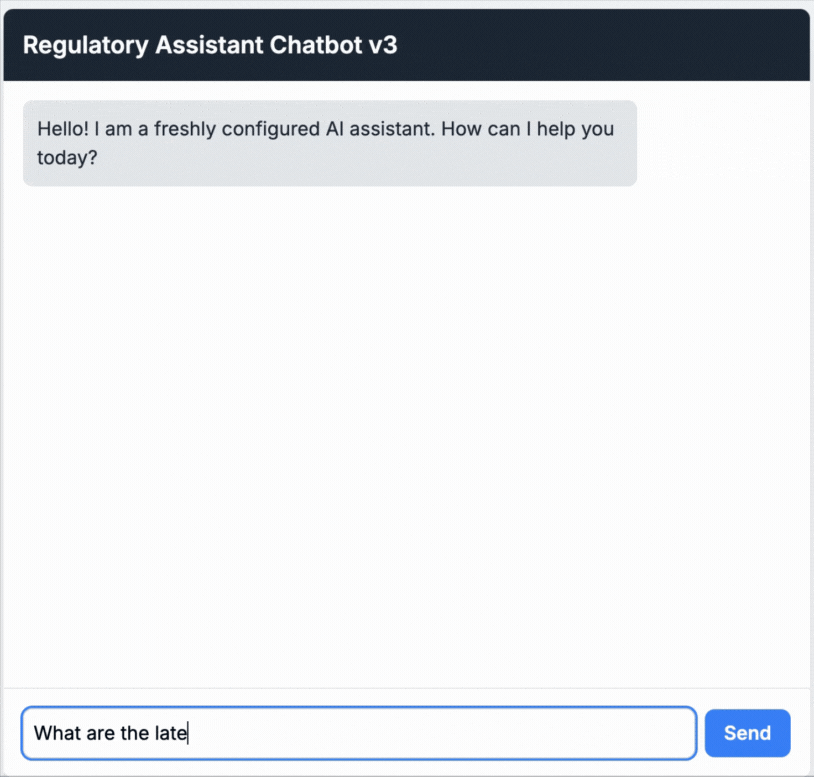 Regulatory Assistant Chatbot v3
Hello! I am a freshly configured AI assistant. How can I help you
today?
What are the late
Send